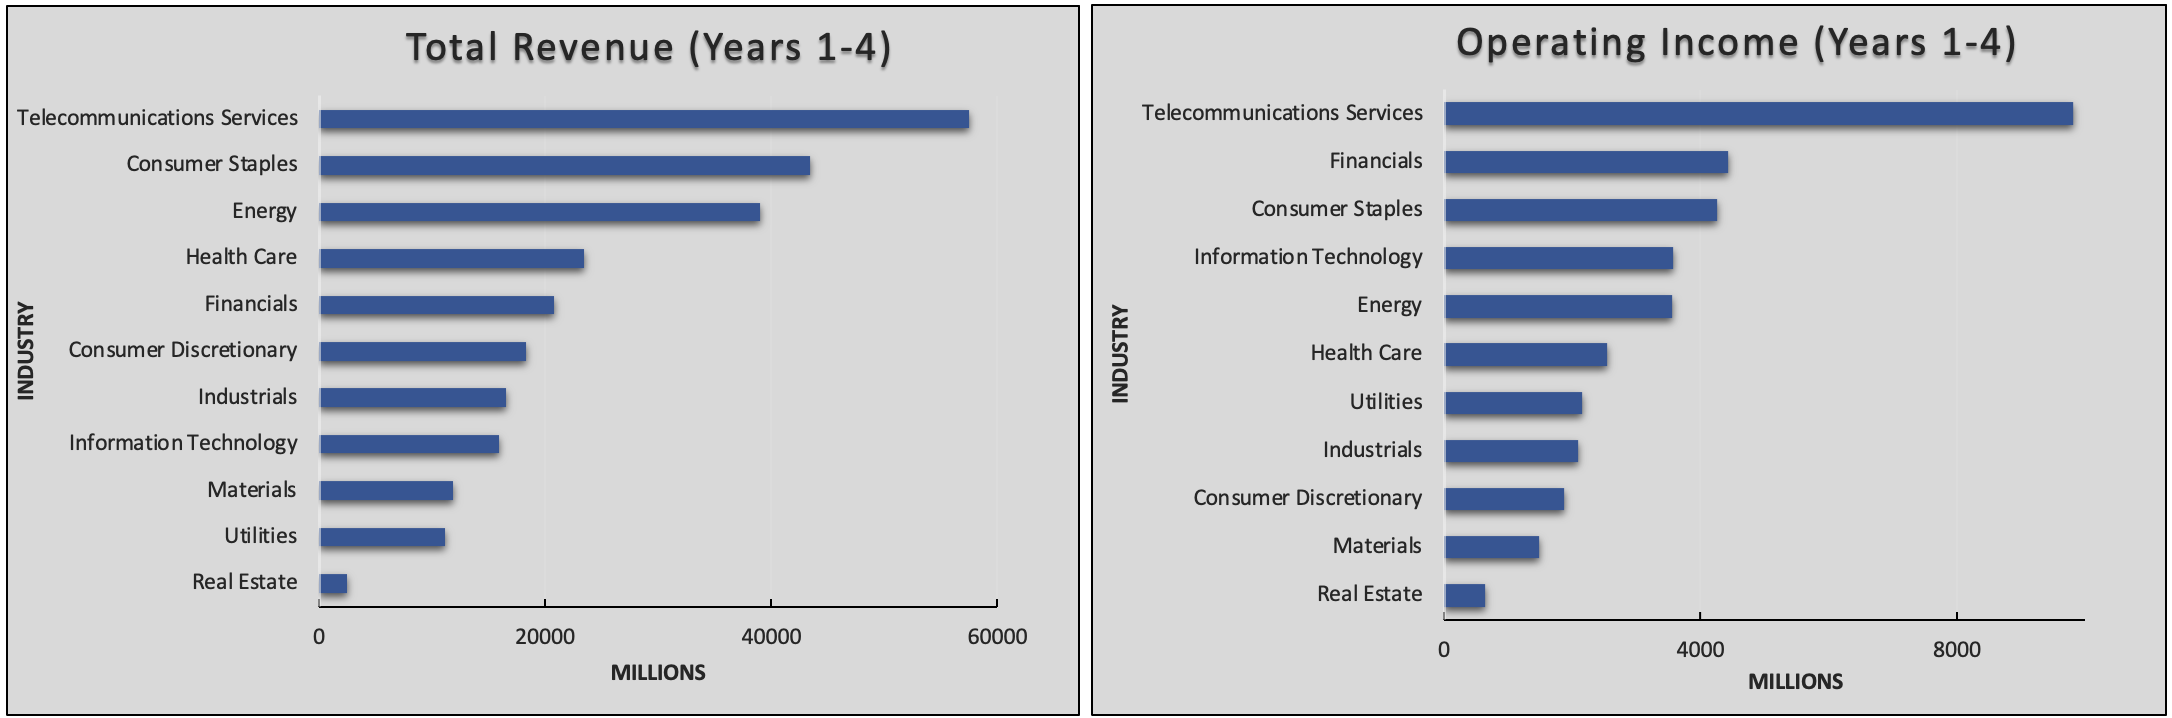 Total Revenue (Years 1-4)
Telecommunications Services
Consumer Staples
Energy
Health Care
Financials
Consumer Discretionary
Industrials
Information Technology
Materials
Utilities
Real Estate
INDUSTRY
0 20000 40000 60000
MILLIONS
Operating Income (Years 1-4)
Telecommunications Services
Financials
Consumer Staples
Information Technology
Energy
Health Care
Utilities
Industrials
Consumer Discretionary
Materials
Real Estate
INDUSTRY
0 4000 8000
MILLIONS